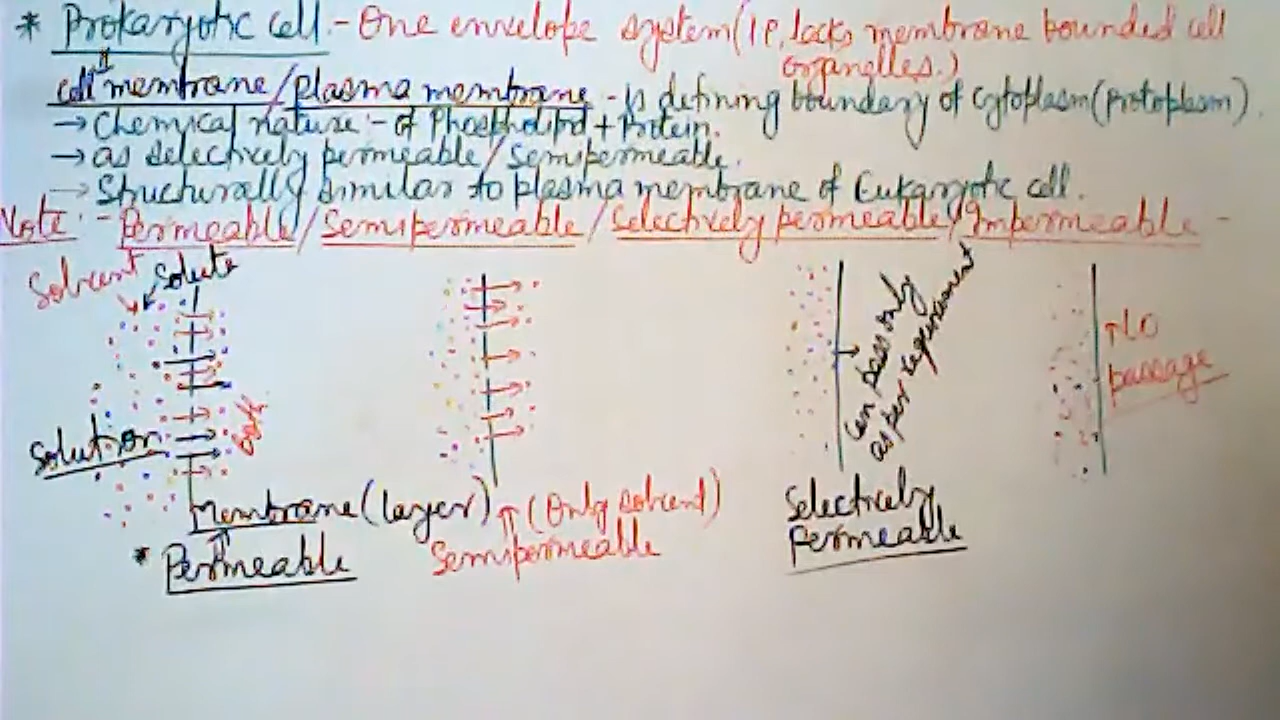 * Prokaryotic cell:- One envelope system (i.e, lacks membrane bounded cell
organelles.)
cell membrane/plasma membrane - Is defining boundary of cytoplasm (protoplasm).
→ Chemical nature:- of Phospholipid + Protein.
→ as selectively permeable/semipermeable.
→ Structurally similar to plasma membrane of Eukaryotic cell.
Note:- Permeable/Semipermeable/Selectively permeable/Impermeable -
Solvent Solute
Solution
Both
Membrane (layer)
* Permeable
(Only solvent)
Semipermeable
Can pass only
as per requirement
Selectively
Permeable
No
passage